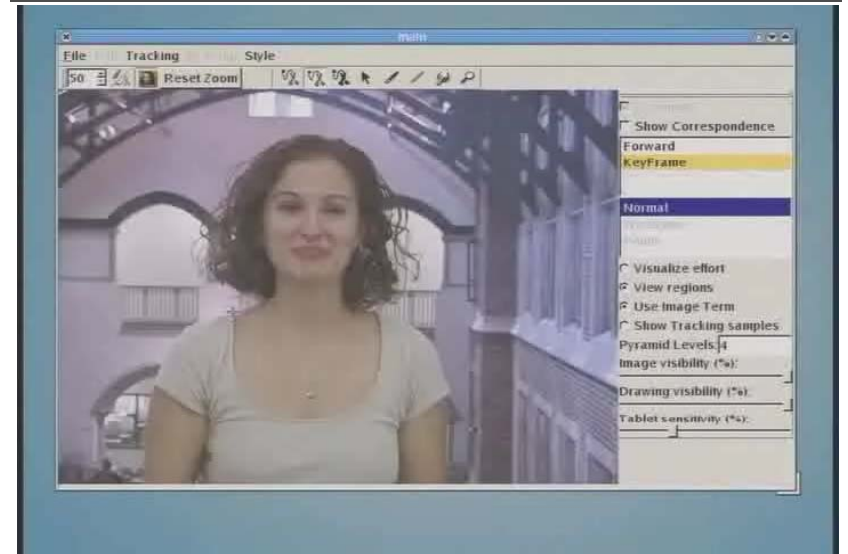 main
File Tracking Style
50 Reset Zoom
Show Correspondence
Forward
KeyFrame
Normal
Visualize effort
View regions
Use Image Term
Show Tracking samples
Pyramid Levels: 4
Image visibility (%):
Drawing visibility (%):
Tablet sensitivity (%):